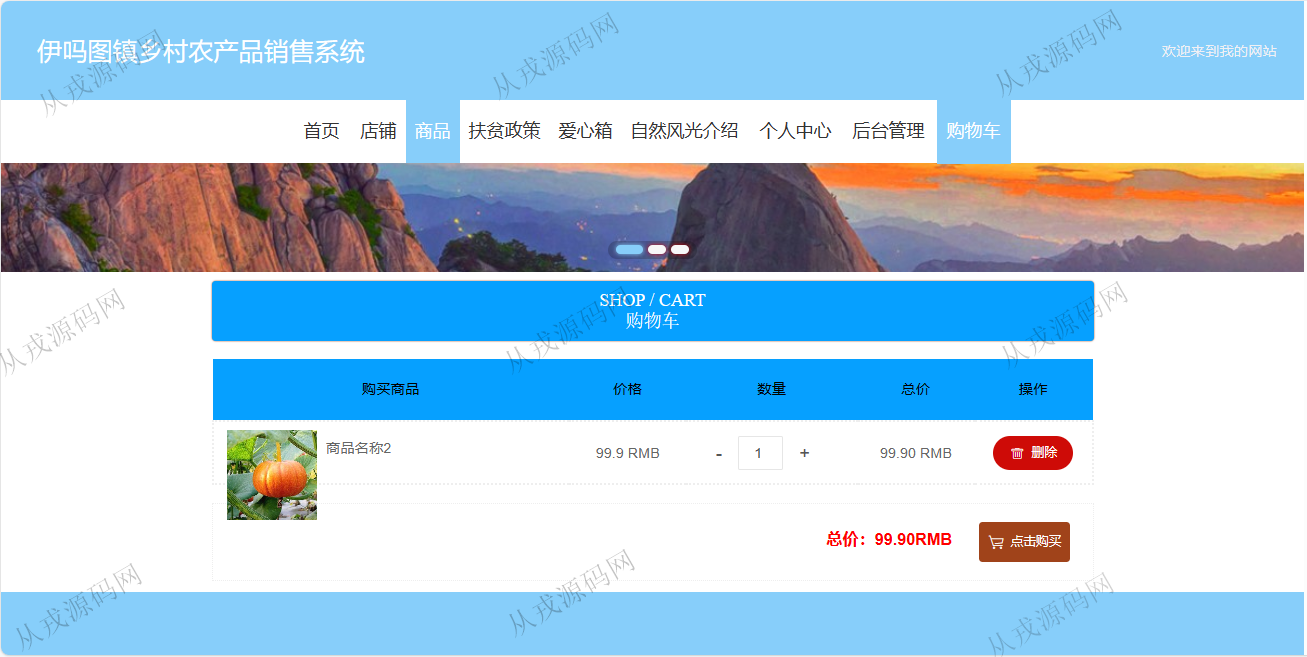 伊吗图镇乡村农产品销售系统
欢迎来到我的网站
首页 店铺 商品 扶贫政策 爱心箱 自然风光介绍 个人中心 后台管理 购物车
SHOP / CART
购物车
购买商品 价格 数量 总价 操作
商品名称2 99.9 RMB - 1 + 99.90 RMB 删除
总价：99.90RMB 点击购买
从戎源码网
从戎源码网
从戎源码网
从戎源码网
从戎源码网
从戎源码网
从戎源码网
从戎源码网
从戎源码网